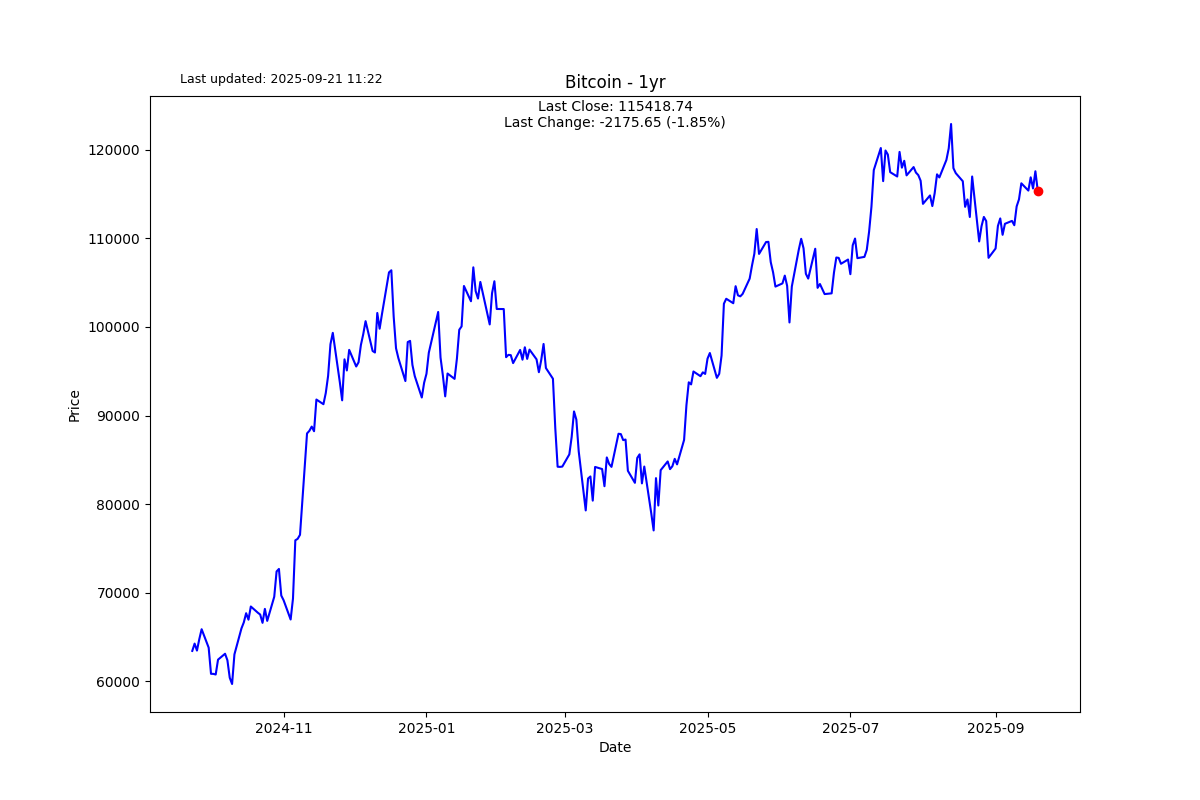 Last updated: 2025-09-21 11:22
Bitcoin - 1yr
Last Close: 115418.74
Last Change: -2175.65 (-1.85%)
120000
110000
100000
90000
80000
70000
60000
Price
2024-11
2025-01
2025-03
2025-05
2025-07
2025-09
Date